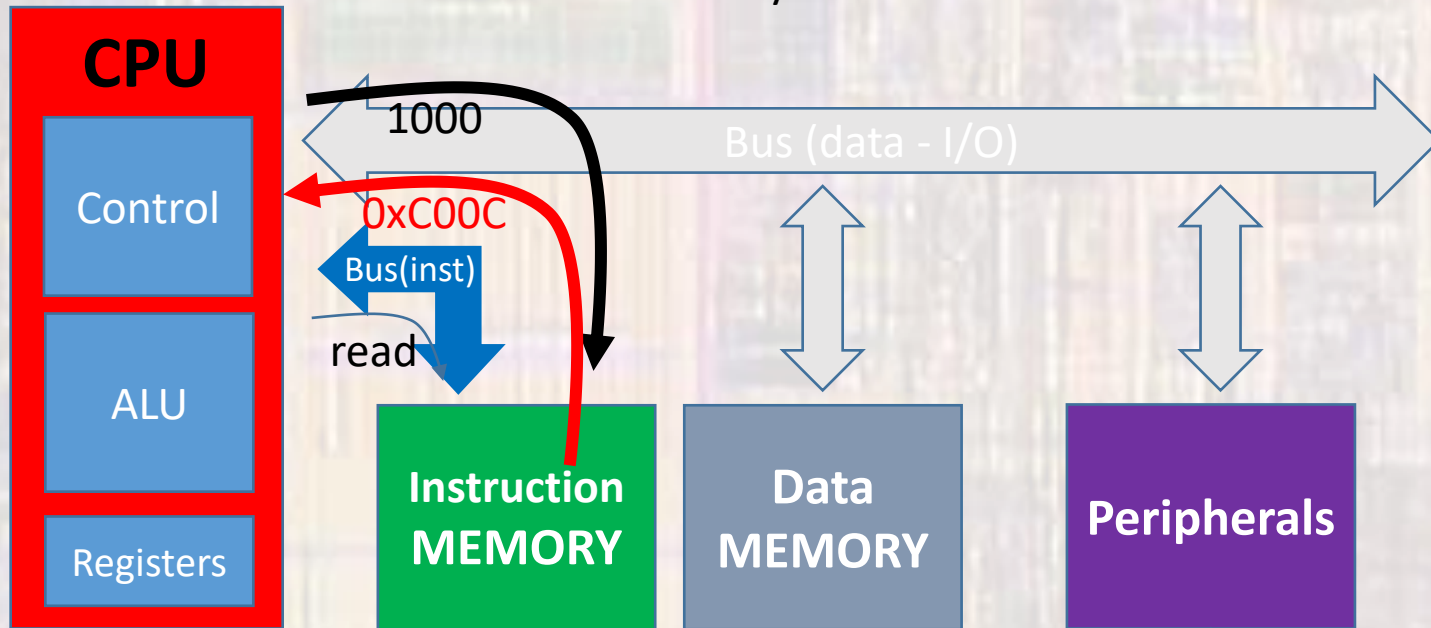 CPU
1000
Bus (data - I/O)
Control
0xC00C
Bus(inst)
read
ALU
Instruction
MEMORY
Data
MEMORY
Peripherals
Registers